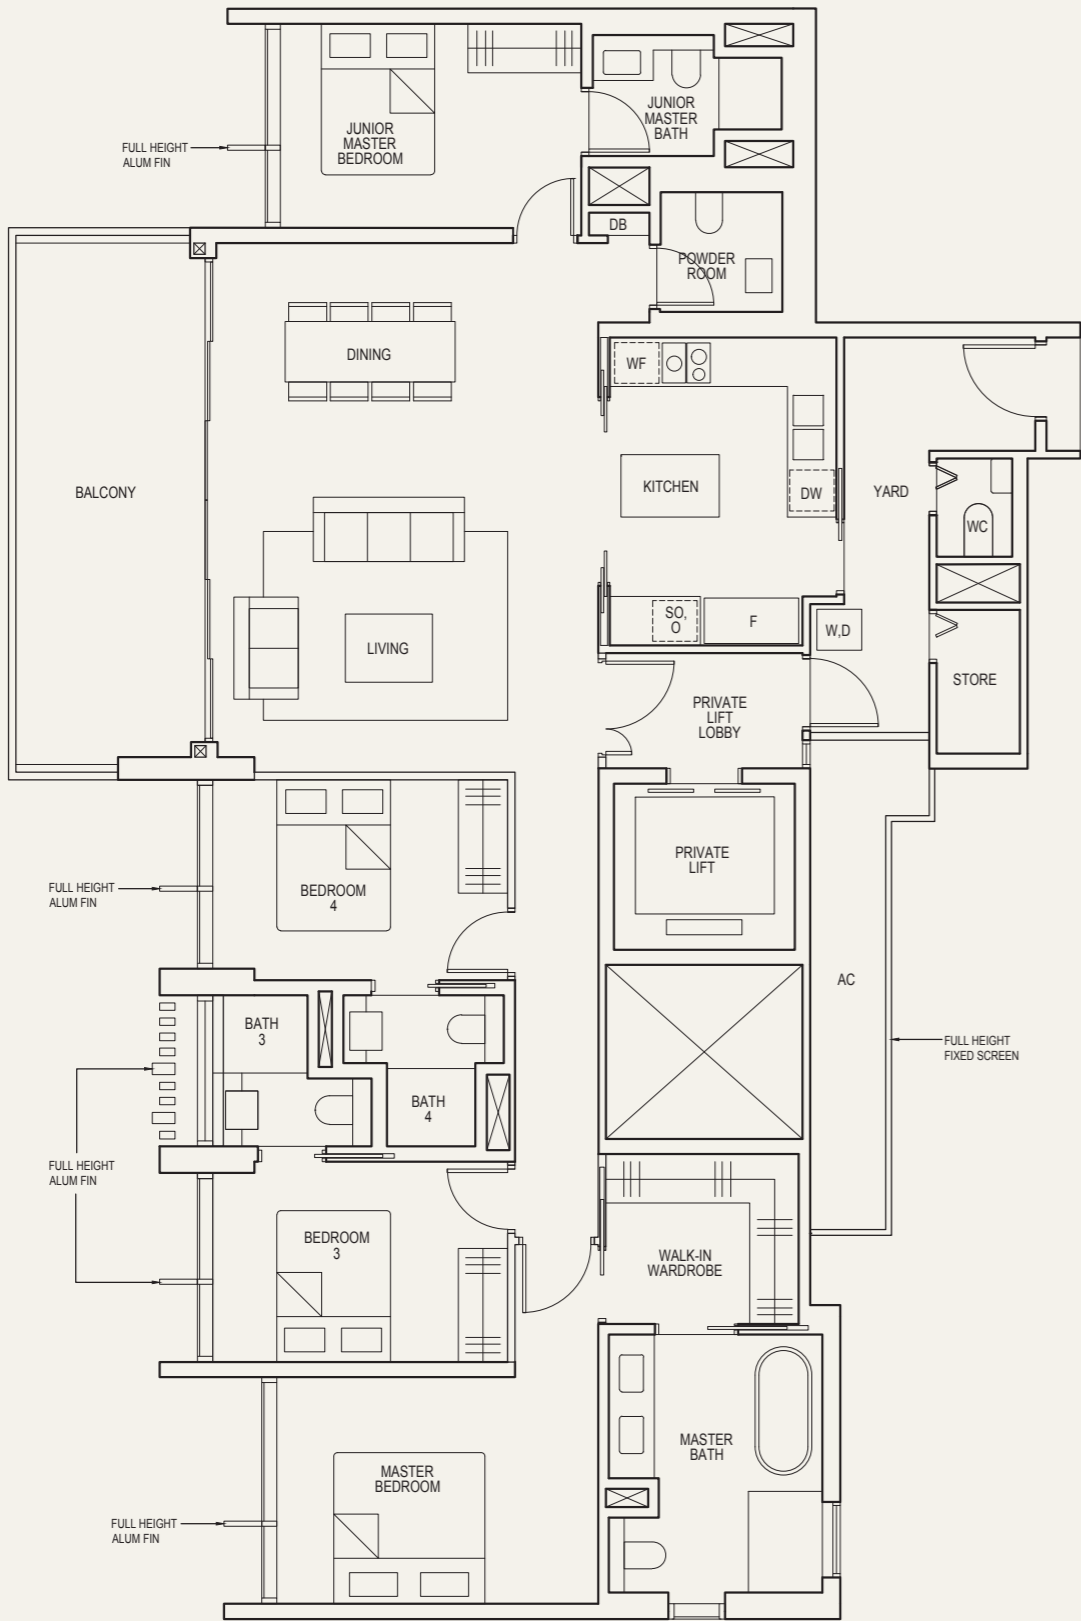 JUNIOR
MASTER
BATH
JUNIOR
MASTER
BEDROOM
FULL HEIGHT
ALUM FIN
DB
POWDER
ROOM
DINING
WF
BALCONY
KITCHEN
DW
YARD
WC
SO,
O
F
W,D
LIVING
STORE
PRIVATE
LIFT
LOBBY
PRIVATE
LIFT
FULL HEIGHT
ALUM FIN
BEDROOM
4
AC
BATH
3
FULL HEIGHT
FIXED SCREEN
BATH
4
FULL HEIGHT
ALUM FIN
BEDROOM
3
WALK-IN
WARDROBE
MASTER
BATH
MASTER
BEDROOM
FULL HEIGHT
ALUM FIN